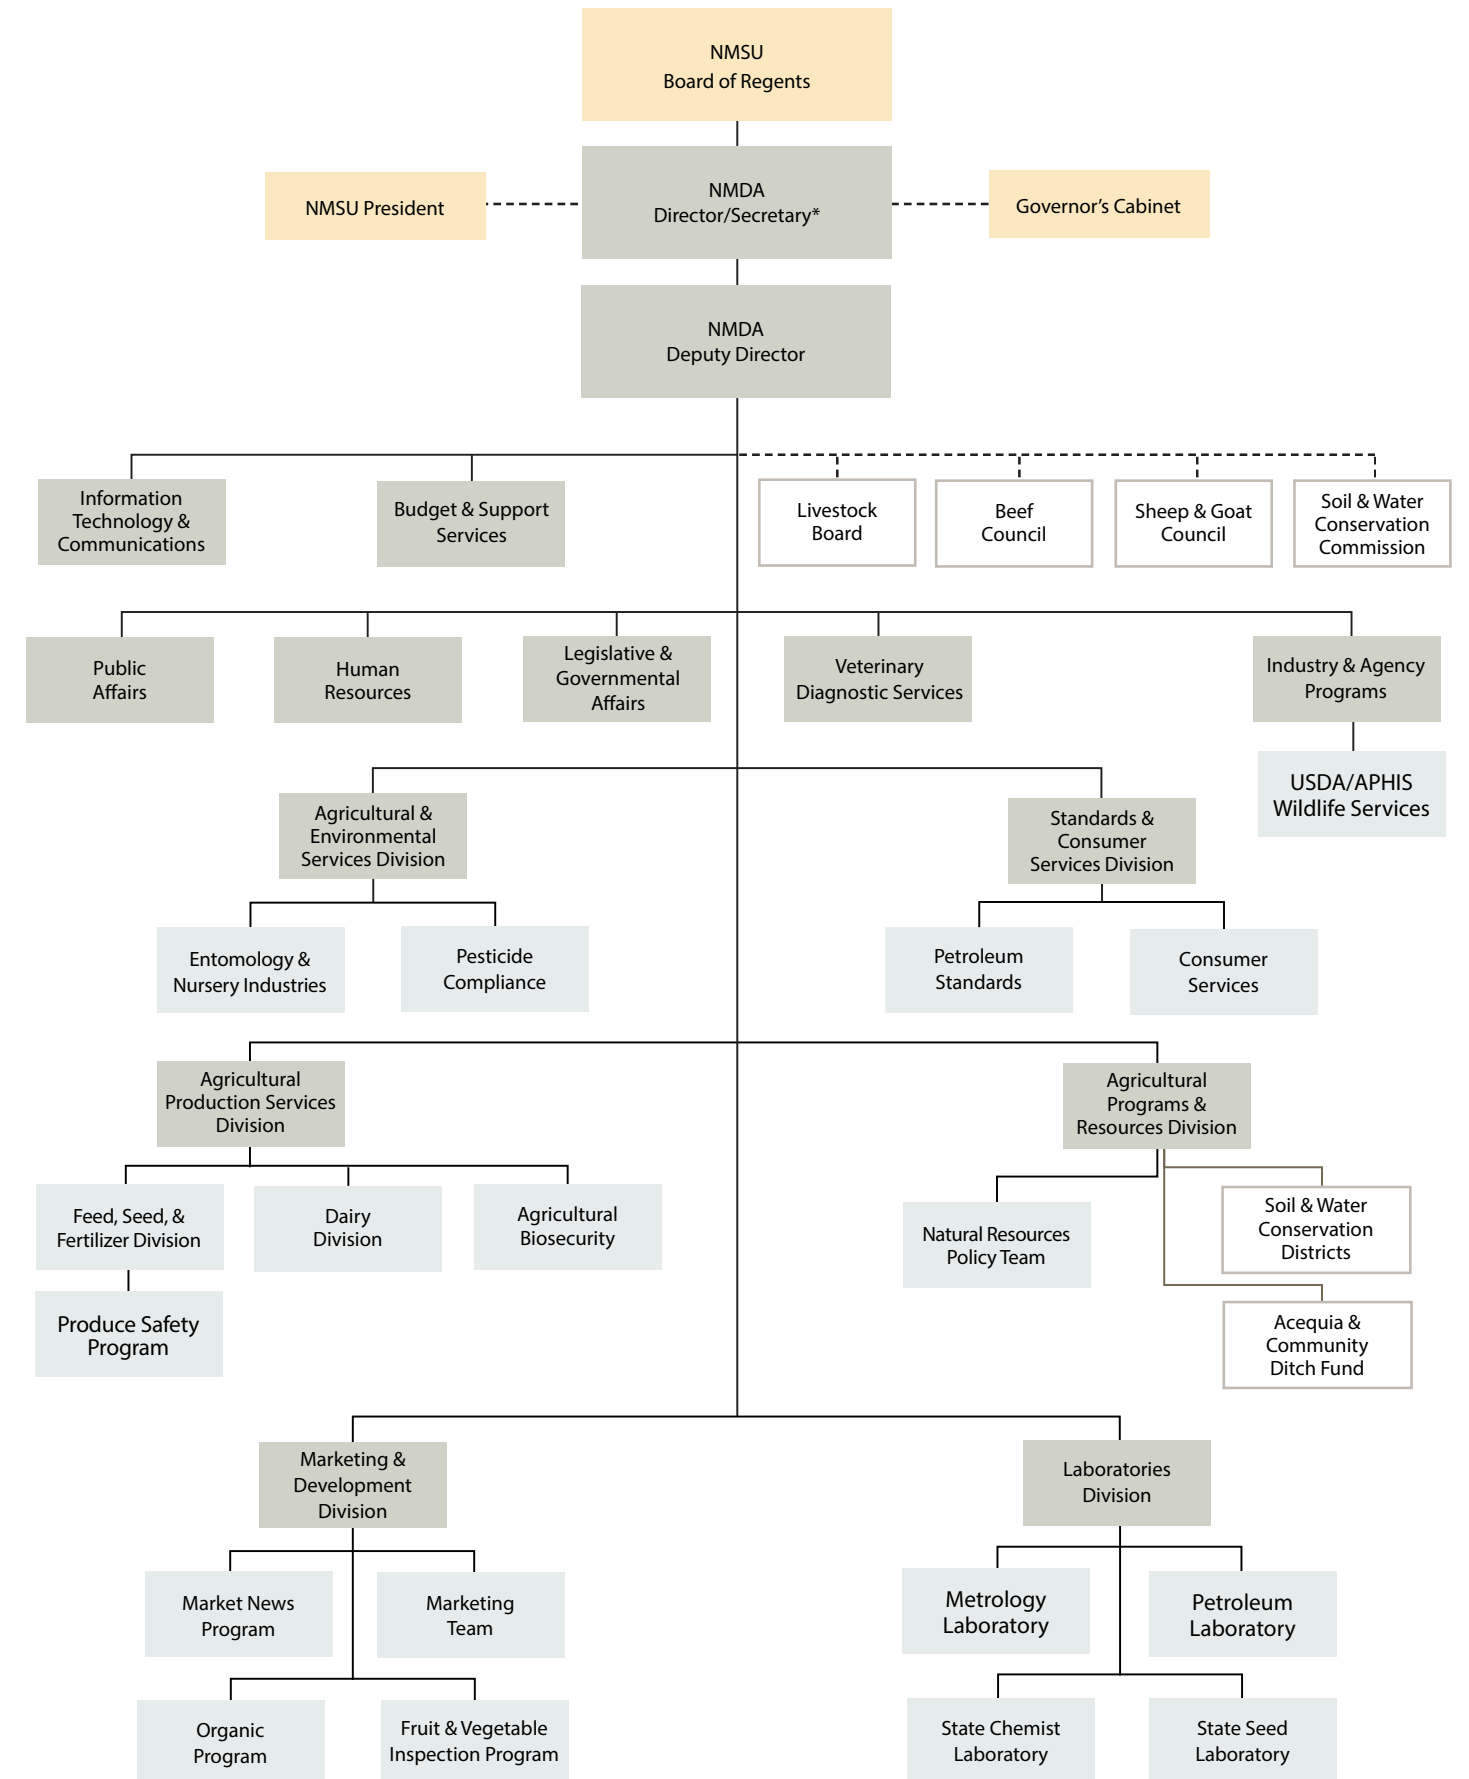 NMSU
Board of Regents
NMSU President
NMDA
Director/Secretary*
Governor's Cabinet
NMDA
Deputy Director
Information
Technology &
Communications
Budget & Support
Services
Livestock
Board
Beef
Council
Sheep & Goat
Council
Soil & Water
Conservation
Commission
Public
Affairs
Human
Resources
Legislative &
Governmental
Affairs
Veterinary
Diagnostic Services
Industry & Agency
Programs
USDA/APHIS
Wildlife Services
Agricultural &
Environmental
Services Division
Standards &
Consumer
Services Division
Entomology &
Nursery Industries
Pesticide
Compliance
Petroleum
Standards
Consumer
Services
Agricultural
Production Services
Division
Agricultural
Programs &
Resources Division
Feed, Seed, &
Fertilizer Division
Dairy
Division
Agricultural
Biosecurity
Natural Resources
Policy Team
Soil & Water
Conservation
Districts
Produce Safety
Program
Acequia &
Community
Ditch Fund
Marketing &
Development
Division
Laboratories
Division
Market News
Program
Marketing
Team
Metrology
Laboratory
Petroleum
Laboratory
Organic
Program
Fruit & Vegetable
Inspection Program
State Chemist
Laboratory
State Seed
Laboratory